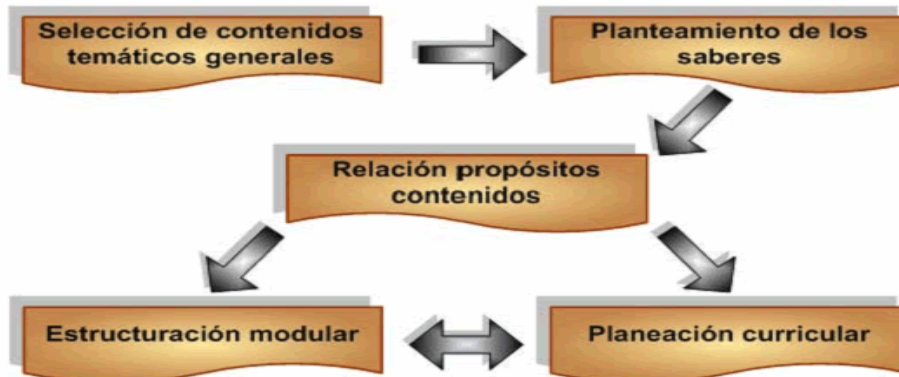 Selección de contenidos
temáticos generales
Planteamiento de los
saberes
Relación propósitos
contenidos
Estructuración modular
Planeación curricular